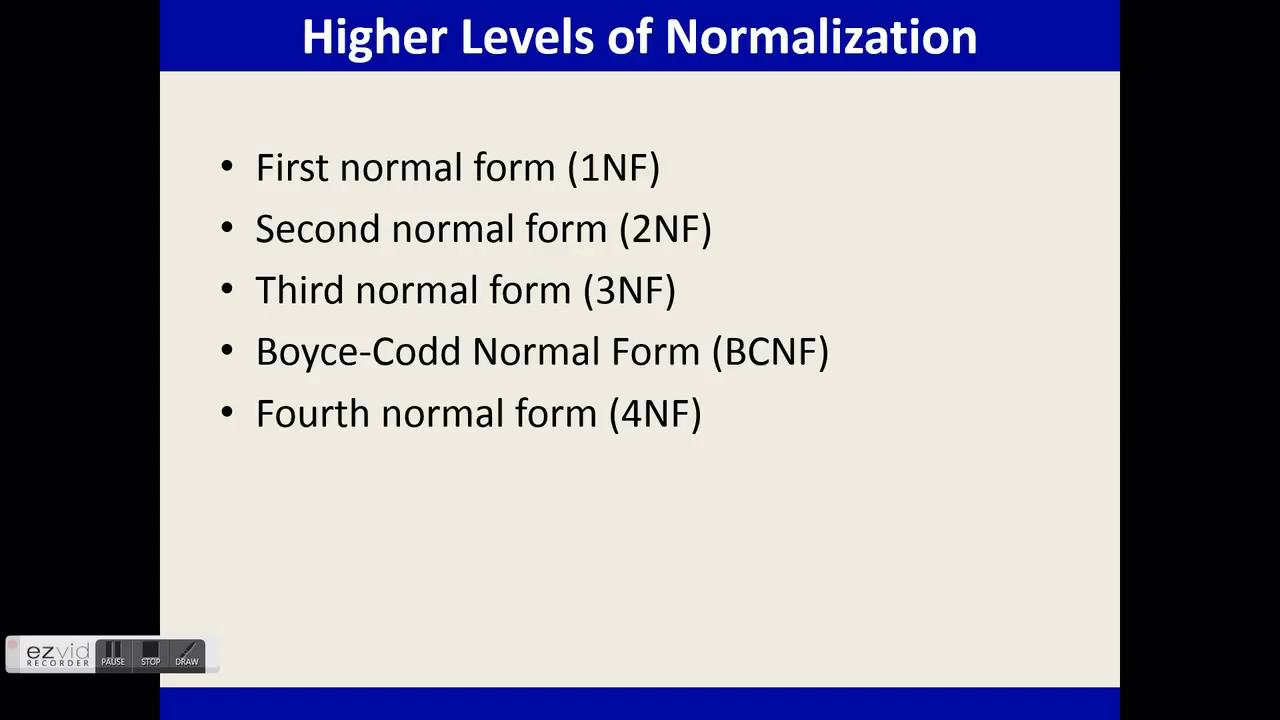 Higher Levels of Normalization
• First normal form (1NF)
• Second normal form (2NF)
• Third normal form (3NF)
• Boyce-Codd Normal Form (BCNF)
• Fourth normal form (4NF)
ezvid
RECORDER
PAUSE STOP DRAW